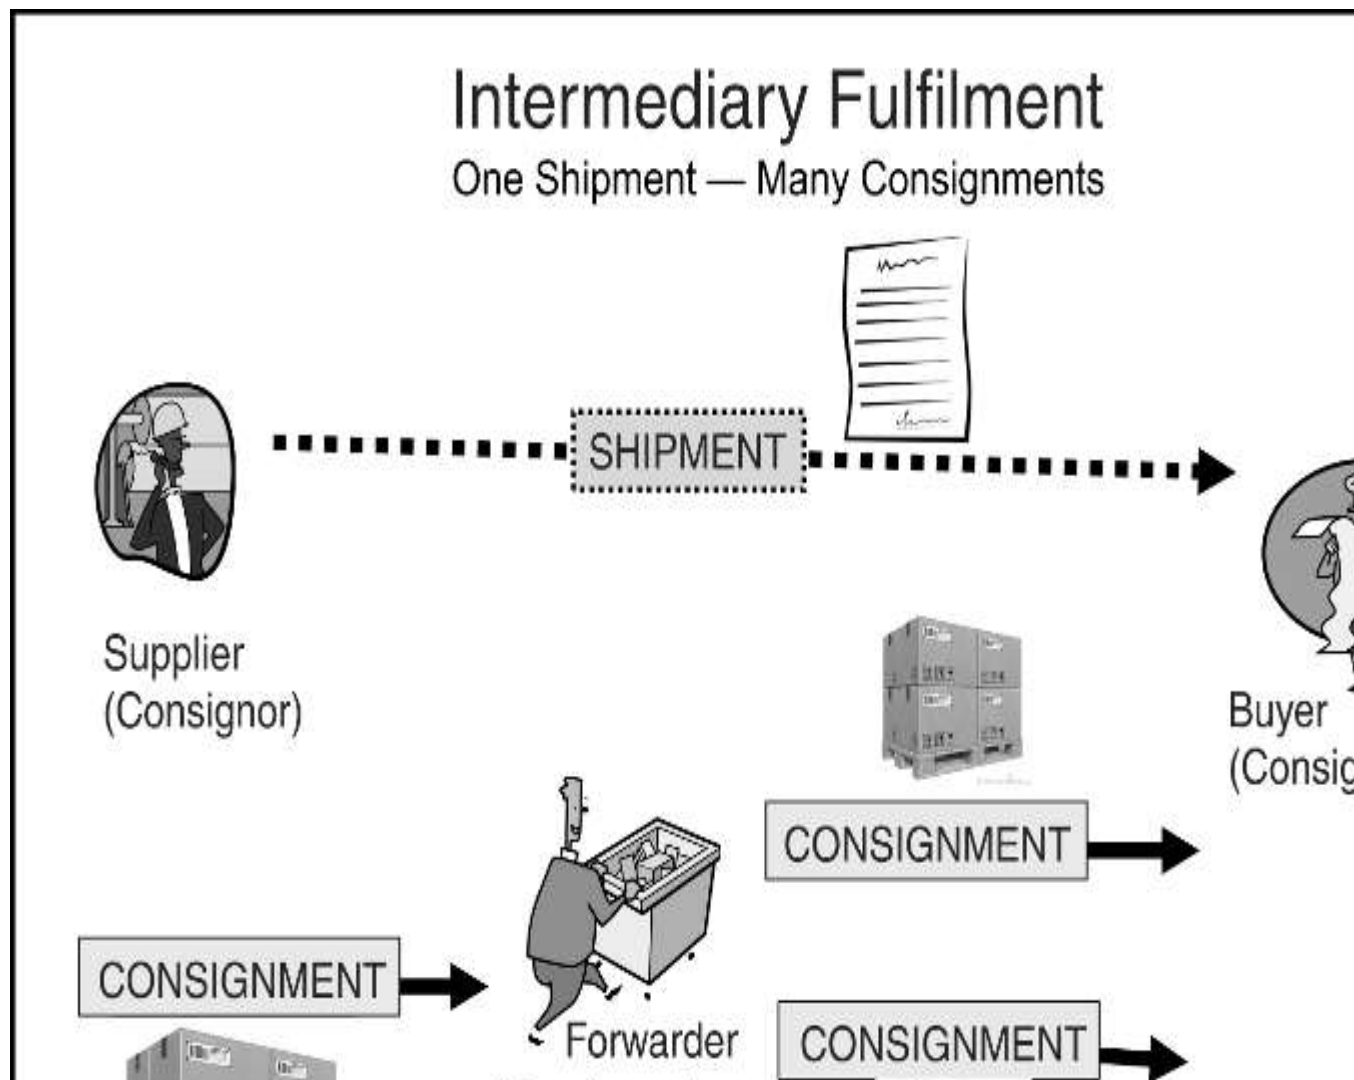 Intermediary Fulfilment
One Shipment — Many Consignments
SHIPMENT
Supplier
(Consignor)
Buyer
CONSIGNMENT
CONSIGNMENT
Forwarder
CONSIGNMENT